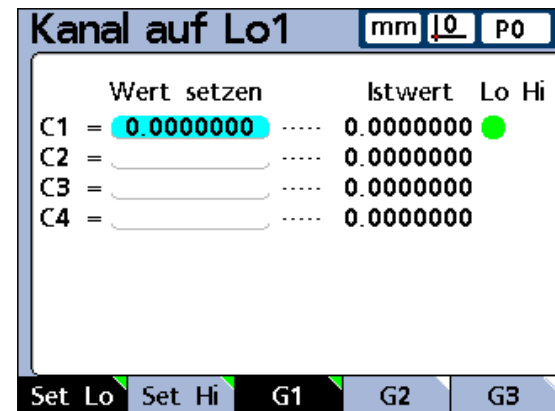 Kanal auf Lo1 mm 0 P0
Wert setzen Istwert Lo Hi
C1 = 0.0000000 ..... 0.0000000
C2 = ..... 0.0000000
C3 = ..... 0.0000000
C4 = ..... 0.0000000
Set Lo Set Hi G1 G2 G3